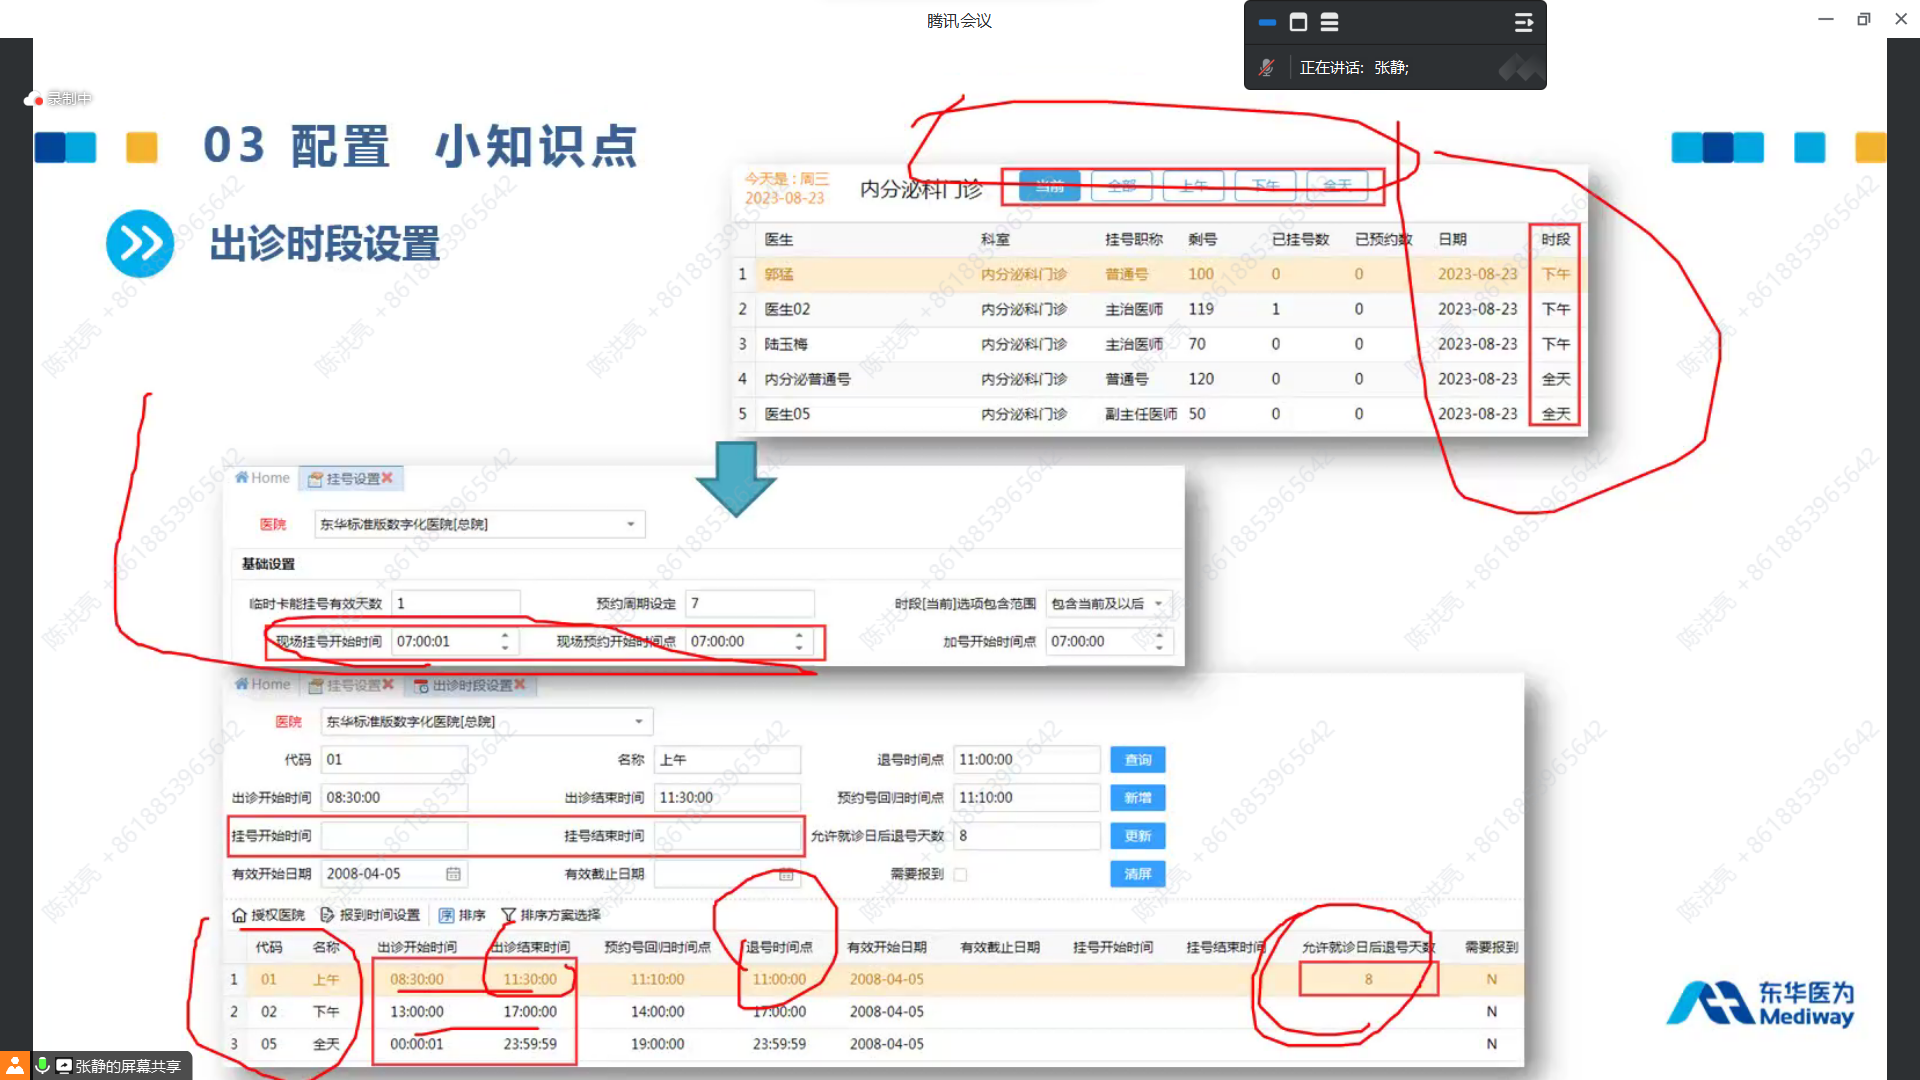 腾讯会议
正在讲话: 张静;
录制中
03 配置 小知识点
出诊时段设置
今天是 : 周三
2023-08-23
内分泌科门诊 当前 全部 上午 下午 全天
医生 科室 挂号职称 剩号 已挂号数 已预约数 日期 时段
1 郭猛 内分泌科门诊 普通号 100 0 0 2023-08-23 下午
2 医生02 内分泌科门诊 主治医师 119 1 0 2023-08-23 下午
3 陆玉梅 内分泌科门诊 主治医师 70 0 0 2023-08-23 下午
4 内分泌普通号 内分泌科门诊 普通号 120 0 0 2023-08-23 全天
5 医生05 内分泌科门诊 副主任医师 50 0 0 2023-08-23 全天
Home 挂号设置
医院 东华标准版数字化医院[总院]
基础设置
临时卡能挂号有效天数 1 预约周期设定 7 时段[当前]选项包含范围 包含当前及以后
现场挂号开始时间 07:00:01 现场预约开始时间点 07:00:00 加号开始时间点 07:00:00
Home 挂号设置 出诊时段设置
医院 东华标准版数字化医院[总院]
代码 01 名称 上午 退号时间点 11:00:00 查询
出诊开始时间 08:30:00 出诊结束时间 11:30:00 预约号回归时间点 11:10:00 新增
挂号开始时间 挂号结束时间 允许就诊日后退号天数 8 更新
有效开始日期 2008-04-05 有效截止日期 需要报到 清屏
授权医院 报到时间设置 序 排序 排序方案选择
代码 名称 出诊开始时间 出诊结束时间 预约号回归时间点 退号时间点 有效开始日期 有效截止日期 挂号开始时间 挂号结束时间 允许就诊日后退号天数 需要报到
1 01 上午 08:30:00 11:30:00 11:10:00 11:00:00 2008-04-05 8 N
2 02 下午 13:00:00 17:00:00 14:00:00 17:00:00 2008-04-05 N
3 05 全天 00:00:01 23:59:59 19:00:00 23:59:59 2008-04-05 N
东华医为
Mediway
张静的屏幕共享
陈洪亮 +8618853965642